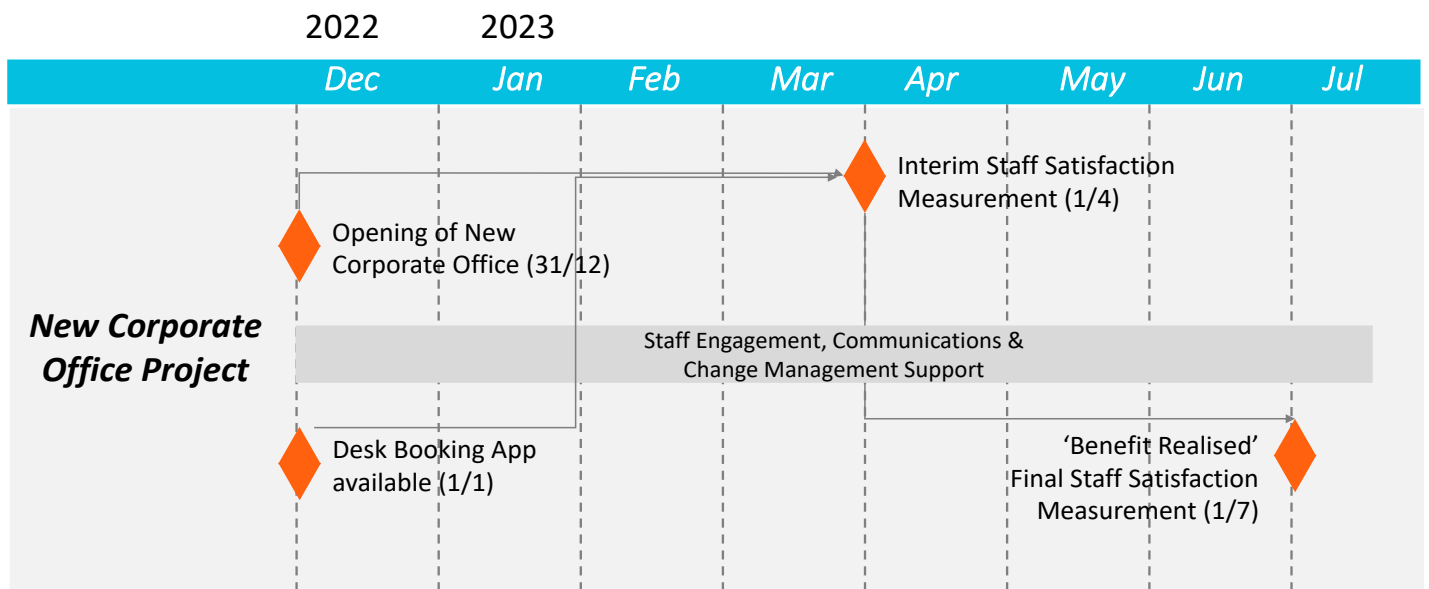 2022 2023
Dec Jan Feb Mar Apr May Jun Jul
Interim Staff Satisfaction
Measurement (1/4)
Opening of New
Corporate Office (31/12)
New Corporate
Office Project
Staff Engagement, Communications &
Change Management Support
Desk Booking App
available (1/1)
‘Benefit Realised’
Final Staff Satisfaction
Measurement (1/7)